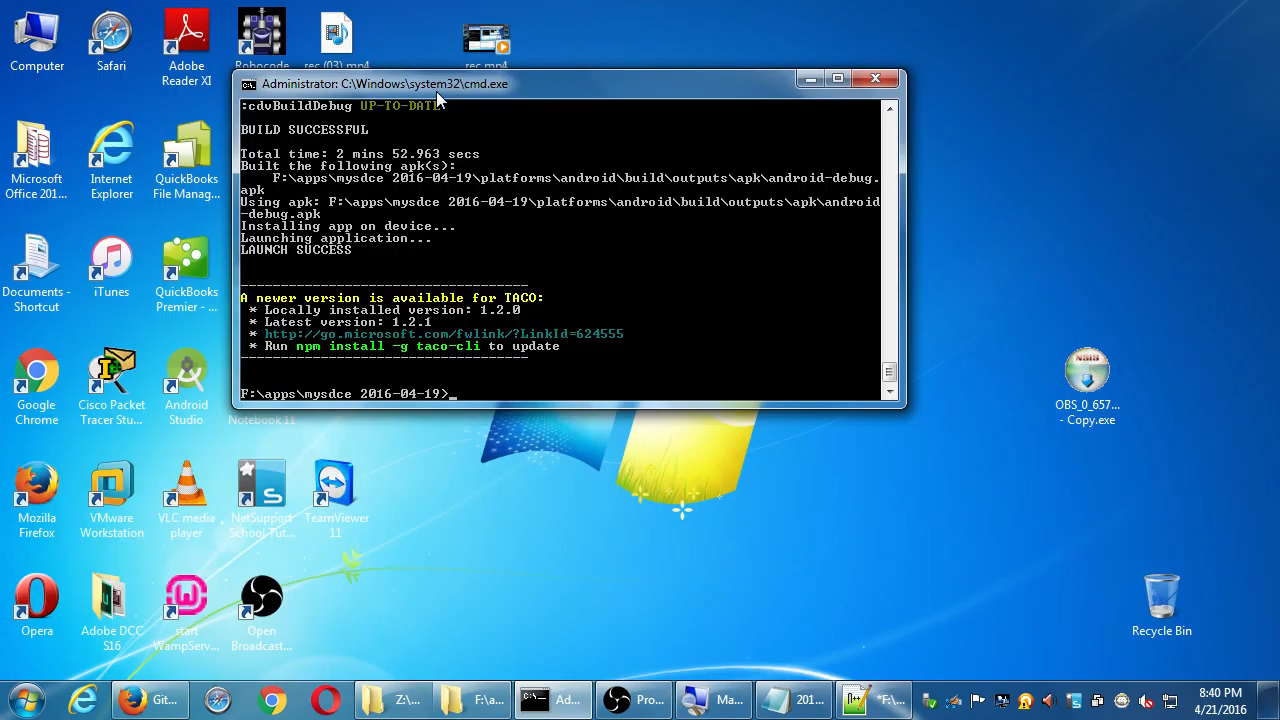 Computer
Safari
Adobe
Reader XI
Robocode
rec (03).mp4
rec.mp4
Administrator: C:\Windows\system32\cmd.exe
:cdvBuildDebug UP-TO-DATE
BUILD SUCCESSFUL
Total time: 2 mins 52.963 secs
Built the following apk(s):
F:\apps\mysdce 2016-04-19\platforms\android\build\outputs\apk\android-debug.
apk
Using apk: F:\apps\mysdce 2016-04-19\platforms\android\build\outputs\apk\android
-debug.apk
Installing app on device...
Launching application...
LAUNCH SUCCESS
------------------------------------
A newer version is available for TACO:
* Locally installed version: 1.2.0
* Latest version: 1.2.1
* http://go.microsoft.com/fwlink/?LinkId=624555
* Run npm install -g taco-cli to update
------------------------------------
F:\apps\mysdce 2016-04-19>_
Microsoft
Office 201...
Internet
Explorer
QuickBooks
File Manag...
Documents -
Shortcut
iTunes
QuickBooks
Premier - ...
Google
Chrome
Cisco Packet
Tracer Stu...
Android
Studio
Notebook 11
NSIS
OBS_0_657...
- Copy.exe
Mozilla
Firefox
VMware
Workstation
VLC media
player
NetSupport
School Tut...
TeamViewer
11
Opera
Adobe DCC
S16
start
WampServ...
Open
Broadcast...
Recycle Bin
Git...
Z:\...
F:\a...
Ad...
Pro...
Ma...
201...
*F:\...
8:40 PM
4/21/2016